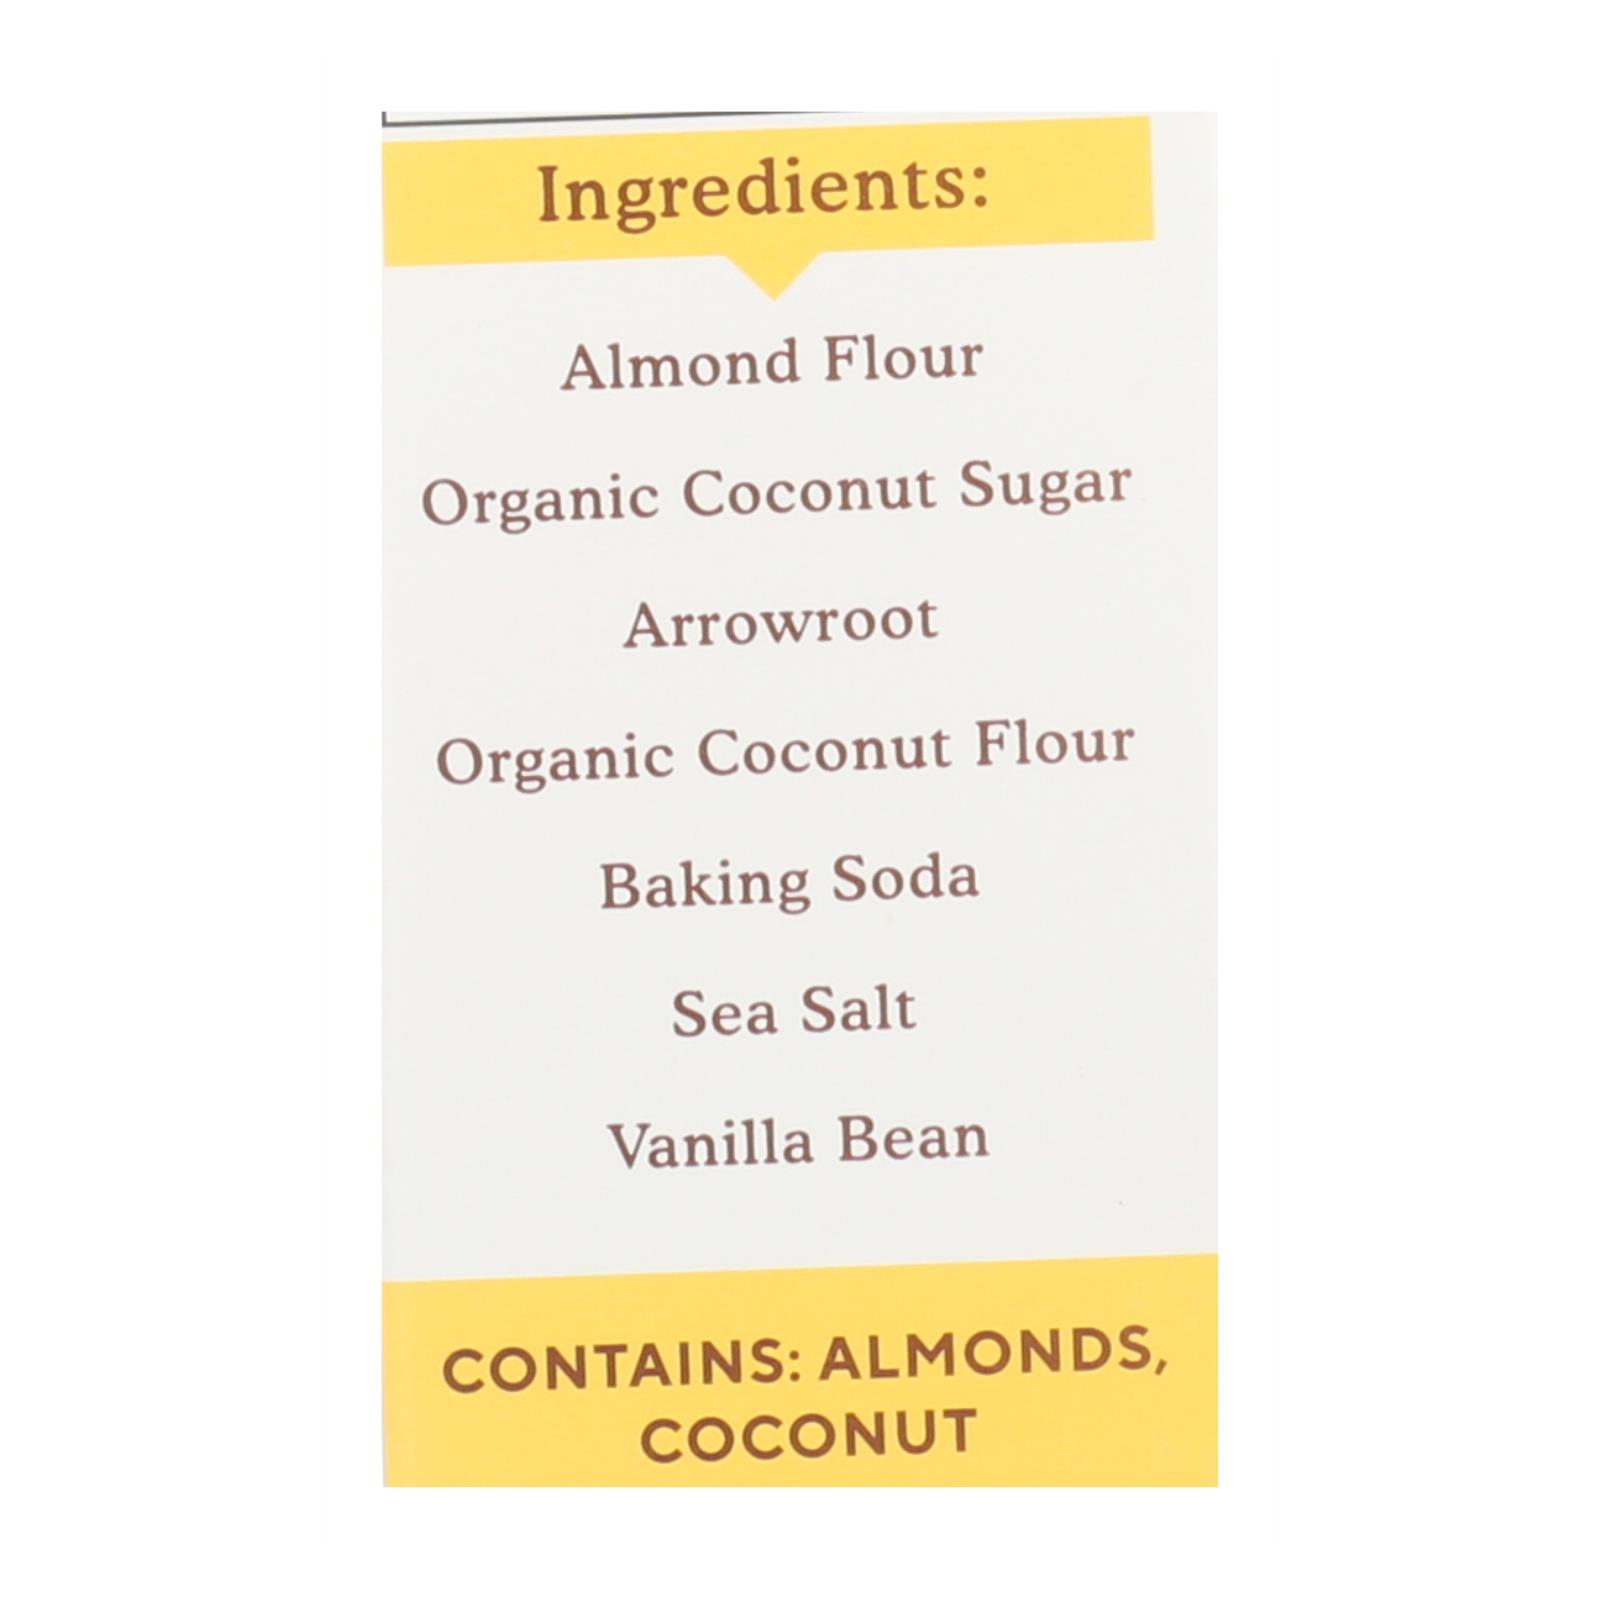 Ingredients:
Almond Flour
Organic Coconut Sugar
Arrowroot
Organic Coconut Flour
Baking Soda
Sea Salt
Vanilla Bean
CONTAINS: ALMONDS,
COCONUT